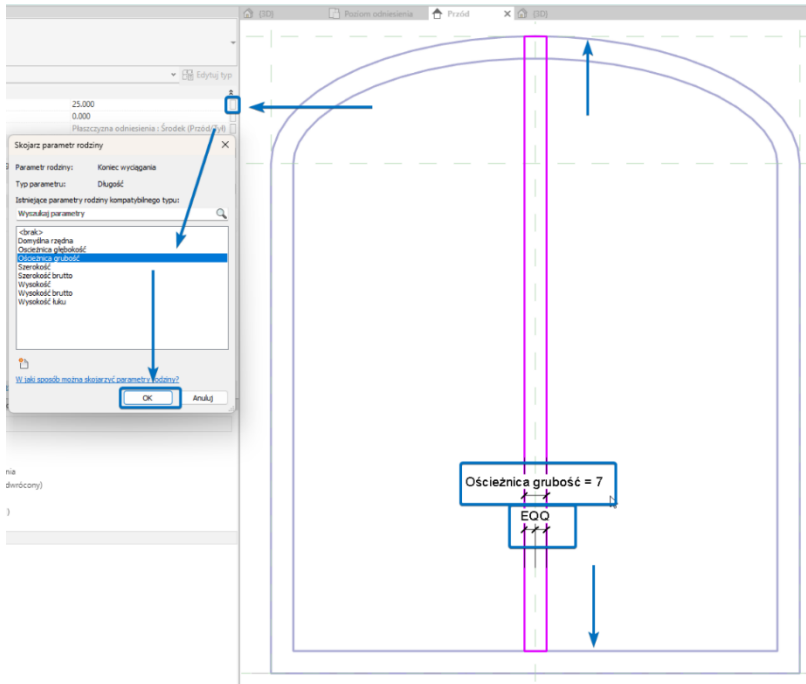 {3D}
Poziom odniesienia
Przód
{3D}
Edytuj typ
25.000
0.000
Płaszczyzna odniesienia : Środek (Przód/Tył)
Skojarz parametr rodziny
Parametr rodziny: Koniec wyciągania
Typ parametru: Długość
Istniejące parametry rodziny kompatybilnego typu:
Wyszukaj parametry
<brak>
Domyślna rzędna
Oscieżnica głębokość
Ościeżnica grubość
Szerokość
Szerokość brutto
Wysokość
Wysokość brutto
Wysokość łuku
W jaki sposób można skojarzyć parametry rodziny?
OK
Anuluj
Ościeżnica grubość = 7
EQQ
nia
dwrócony)
)